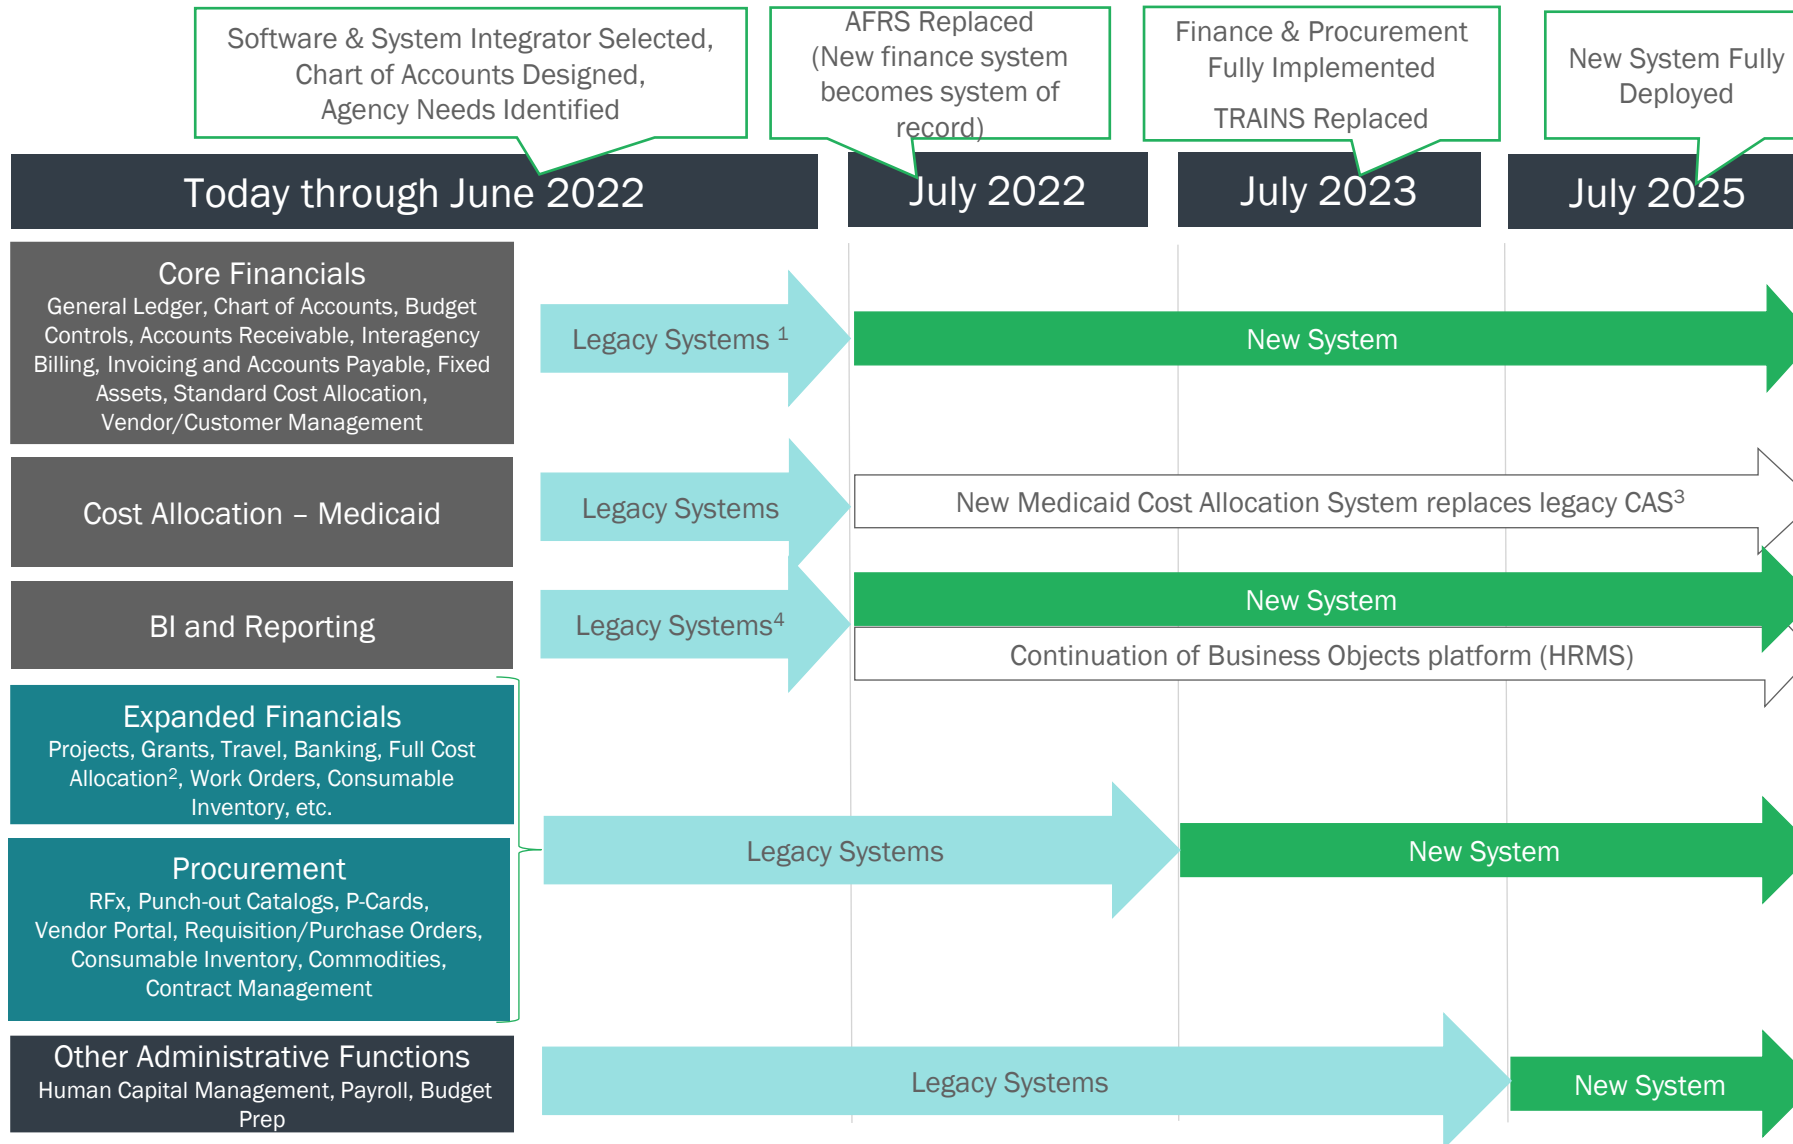 Software & System Integrator Selected,
Chart of Accounts Designed,
Agency Needs Identified
AFRS Replaced
(New finance system
becomes system of
record)
Finance & Procurement
Fully Implemented
TRAINS Replaced
New System Fully
Deployed
Today through June 2022
July 2022
July 2023
July 2025
Core Financials
General Ledger, Chart of Accounts, Budget
Controls, Accounts Receivable, Interagency
Billing, Invoicing and Accounts Payable, Fixed
Assets, Standard Cost Allocation,
Vendor/Customer Management
Legacy Systems ¹
New System
Cost Allocation – Medicaid
Legacy Systems
New Medicaid Cost Allocation System replaces legacy CAS³
BI and Reporting
Legacy Systems⁴
New System
Continuation of Business Objects platform (HRMS)
Expanded Financials
Projects, Grants, Travel, Banking, Full Cost
Allocation², Work Orders, Consumable
Inventory, etc.
Procurement
RFx, Punch-out Catalogs, P-Cards,
Vendor Portal, Requisition/Purchase Orders,
Consumable Inventory, Commodities,
Contract Management
Legacy Systems
New System
Other Administrative Functions
Human Capital Management, Payroll, Budget
Prep
Legacy Systems
New System